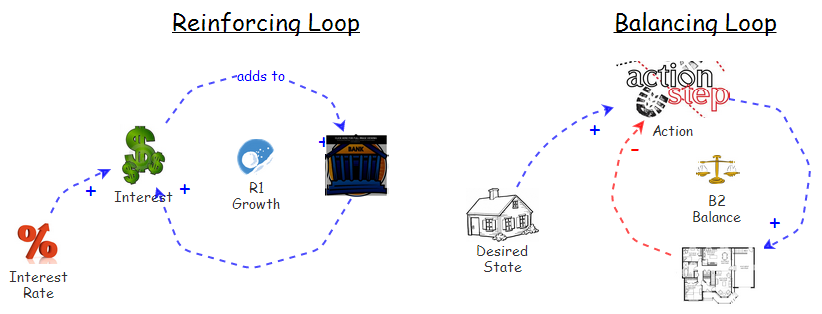 Reinforcing Loop
Balancing Loop
adds to
+
BANK
Interest
+
+
R1
Growth
%
Interest
Rate
action
step
Action
+
-
B2
Balance
+
Desired
State